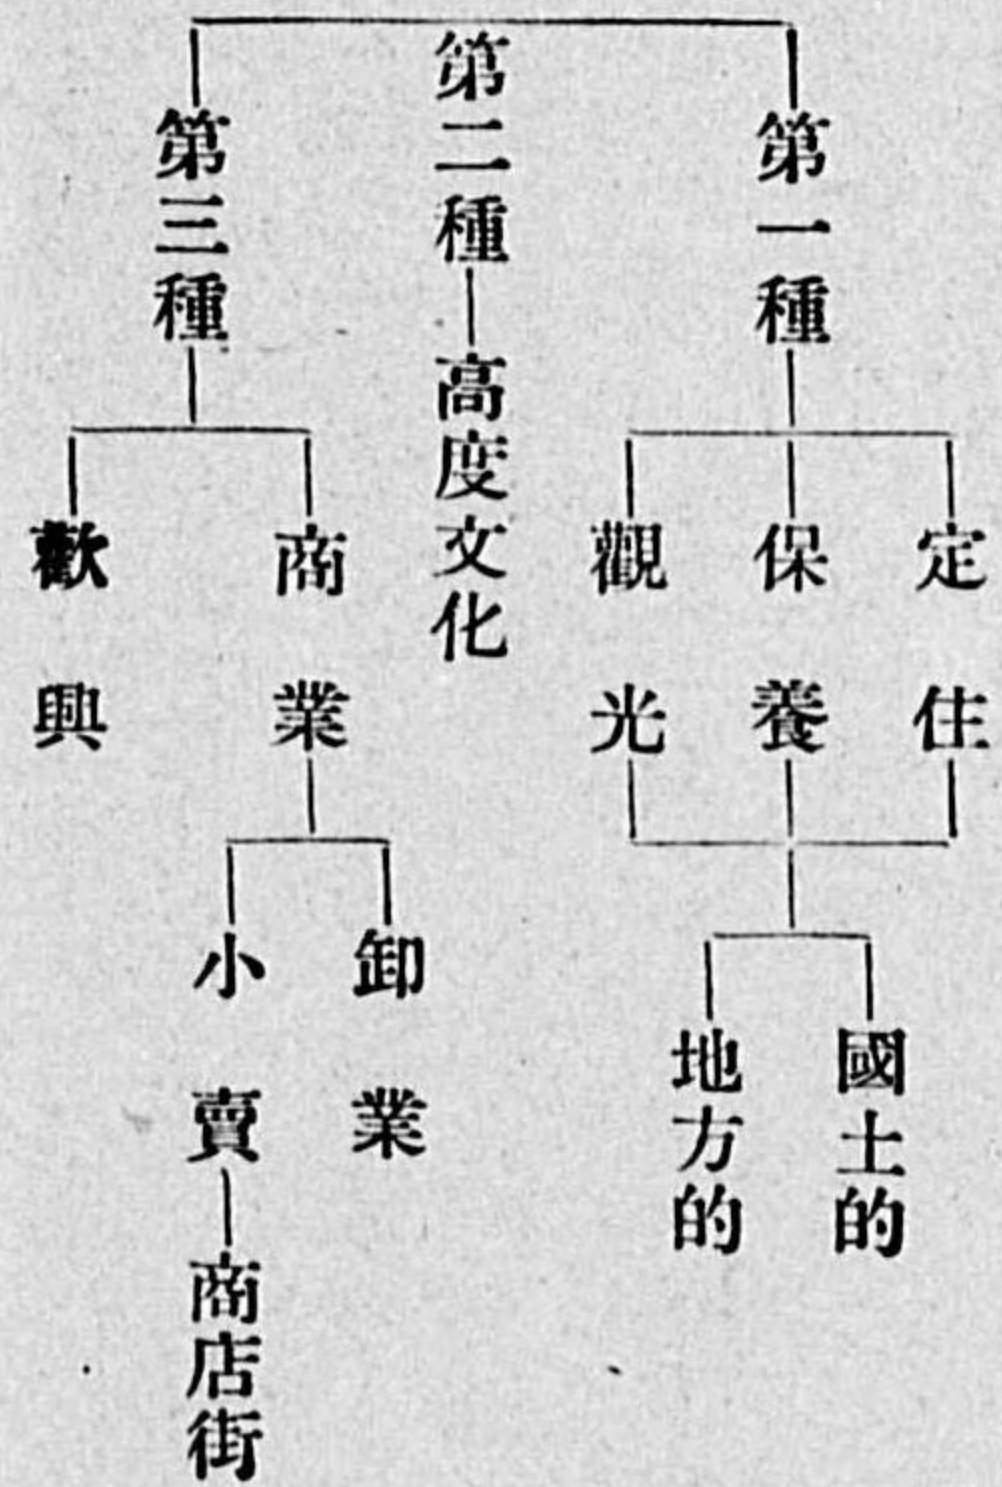 第一種
定住
保養
觀光
國土的
地方的
第二種
高度文化
第三種
商業
歡興
卸業
小賣
商店街